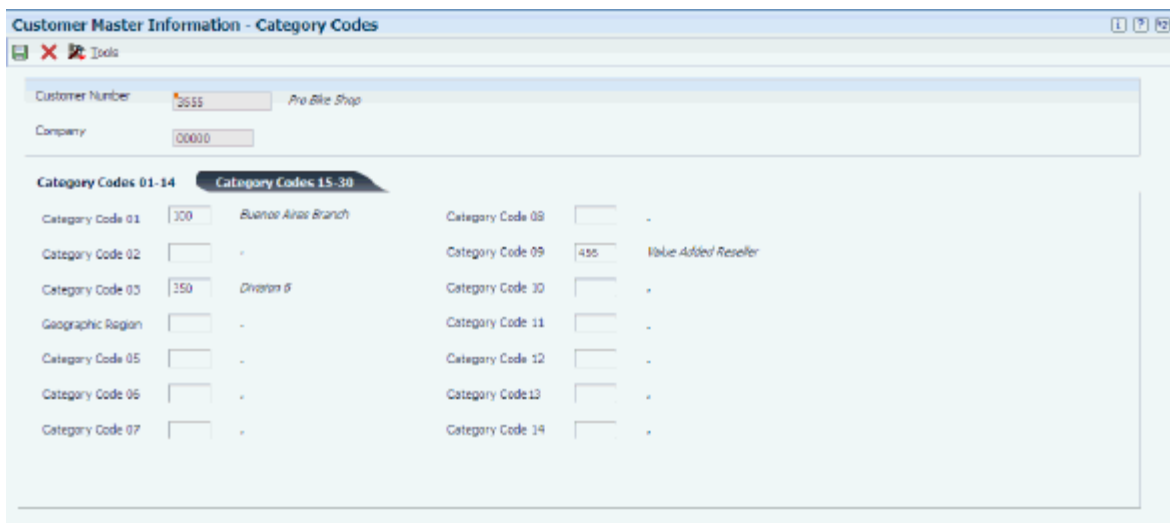 Customer Master Information - Category Codes
Tools
Customer Number 3555 Pro Bike Shop
Company 00000
Category Codes 01-14 Category Codes 15-30
Category Code 01 Buenos Aires Branch Category Code 08 .
Category Code 02 . Category Code 09 Value Added Reseller
Category Code 03 350 Division 6 Category Code 10 .
Geographic Region . Category Code 11 .
Category Code 05 . Category Code 12 .
Category Code 06 . Category Code13 .
Category Code 07 . Category Code 14 .